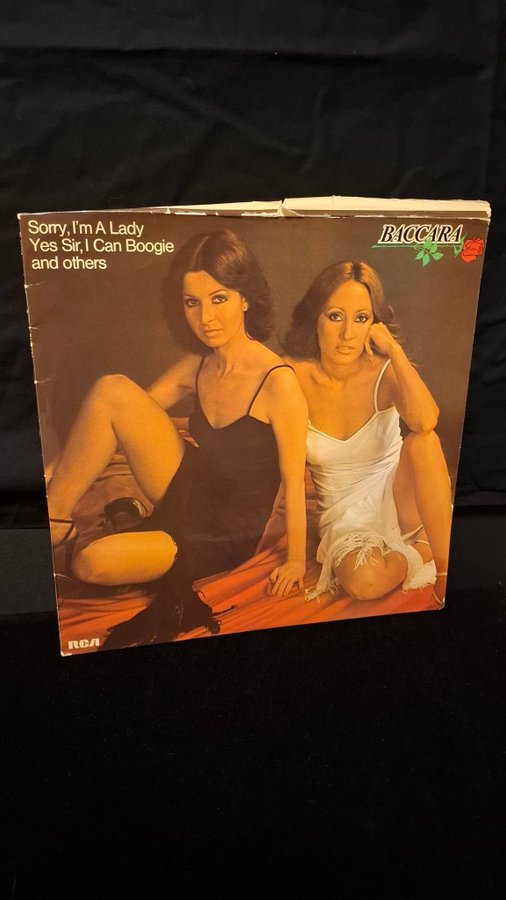 Sorry, I'm A Lady
Yes Sir, I Can Boogie
and others
BACCARA
RCA